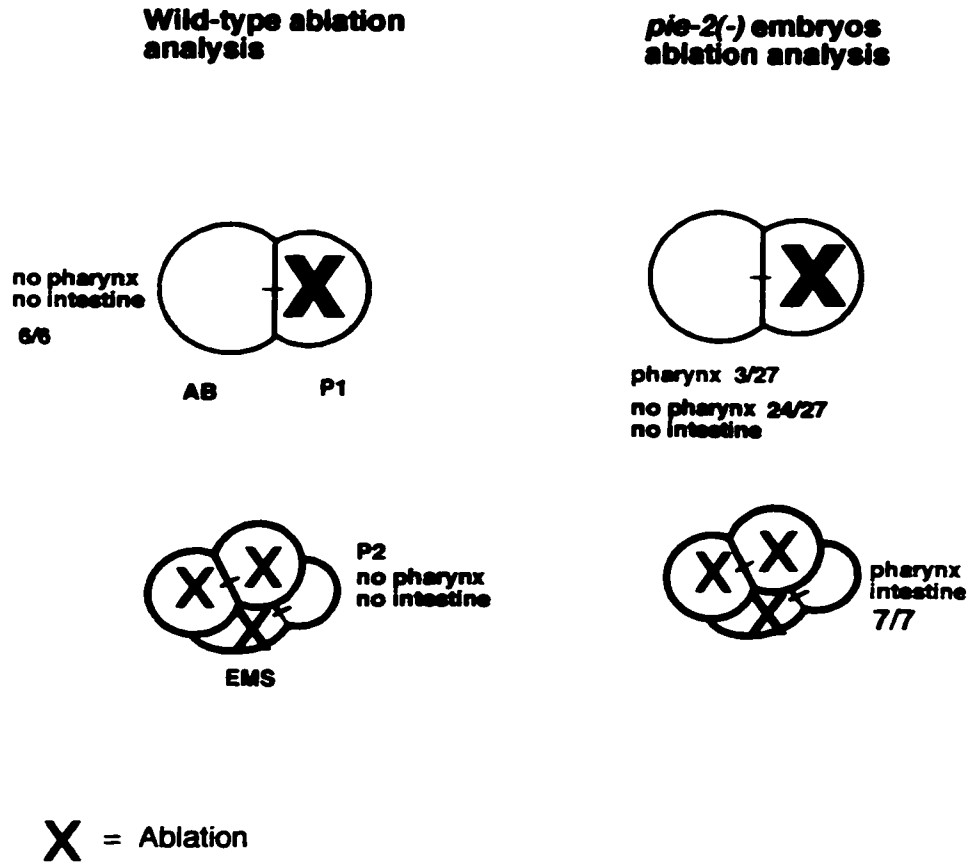 Wild-type ablation
analysis
pie-2(-) embryos
ablation analysis
no pharynx
no intestine
6/6
AB
P1
pharynx 3/27
no pharynx 24/27
no intestine
P2
no pharynx
no intestine
EMS
pharynx
intestine
7/7
X = Ablation